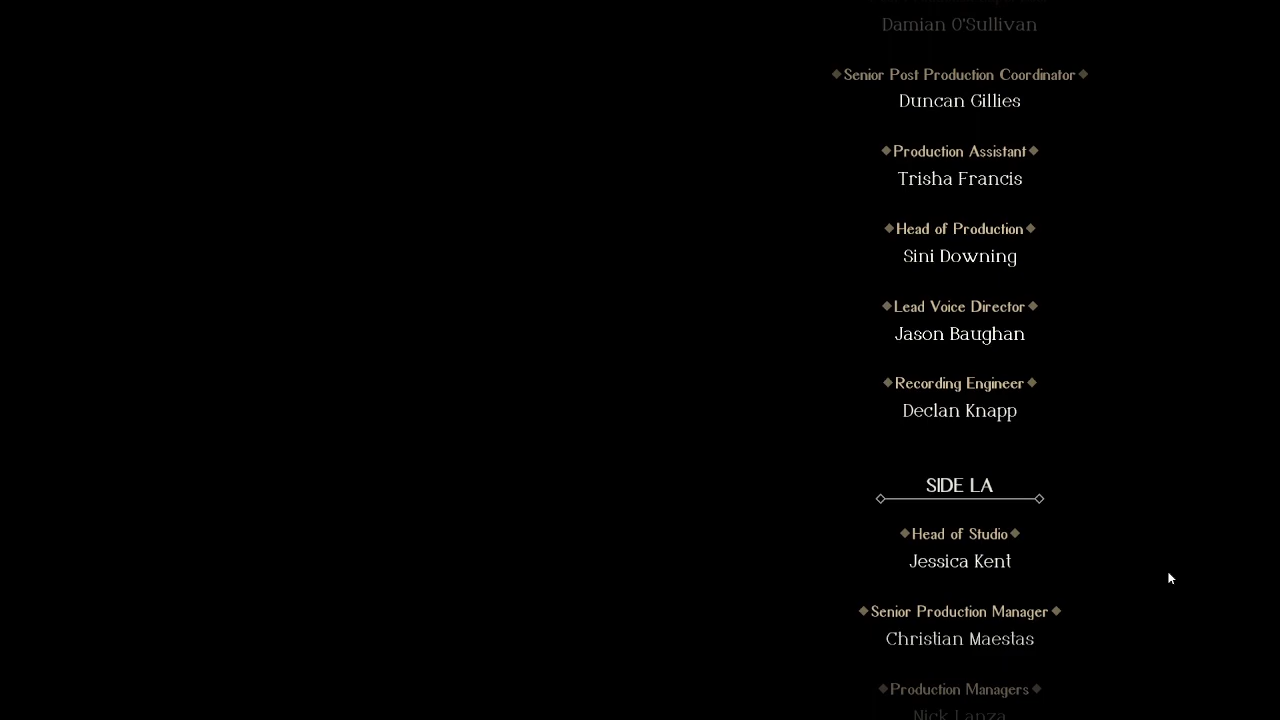 Damian O'Sullivan
Senior Post Production Coordinator
Duncan Gillies
Production Assistant
Trisha Francis
Head of Production
Sini Downing
Lead Voice Director
Jason Baughan
Recording Engineer
Declan Knapp
SIDE LA
Head of Studio
Jessica Kent
Senior Production Manager
Christian Maestas
Production Managers
Nick Lanza